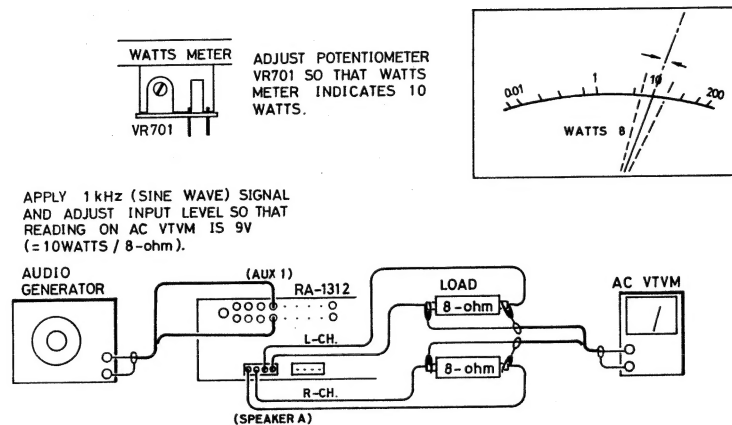 WATTS METER
VR701
ADJUST POTENTIOMETER
VR701 SO THAT WATTS
METER INDICATES 10
WATTS.
0.01
1
10
200
WATTS 8
APPLY 1kHz (SINE WAVE) SIGNAL
AND ADJUST INPUT LEVEL SO THAT
READING ON AC VTVM IS 9V
(=10WATTS / 8-ohm).
AUDIO
GENERATOR
(AUX 1)
RA-1312
L-CH.
R-CH.
(SPEAKER A)
LOAD
8-ohm
8-ohm
AC VTVM